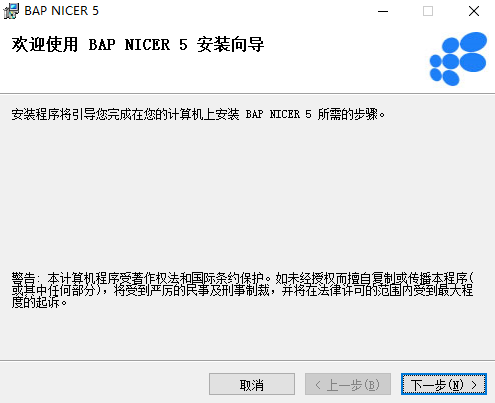 BAP NICER 5
欢迎使用 BAP NICER 5 安装向导
安装程序将引导您完成在您的计算机上安装 BAP NICER 5 所需的步骤。
警告: 本计算机程序受著作权法和国际条约保护。如未经授权而擅自复制或传播本程序(
或其中任何部分)，将受到严厉的民事及刑事制裁，并将在法律许可的范围内受到最大程
度的起诉。
取消
< 上一步(B)
下一步(N) >